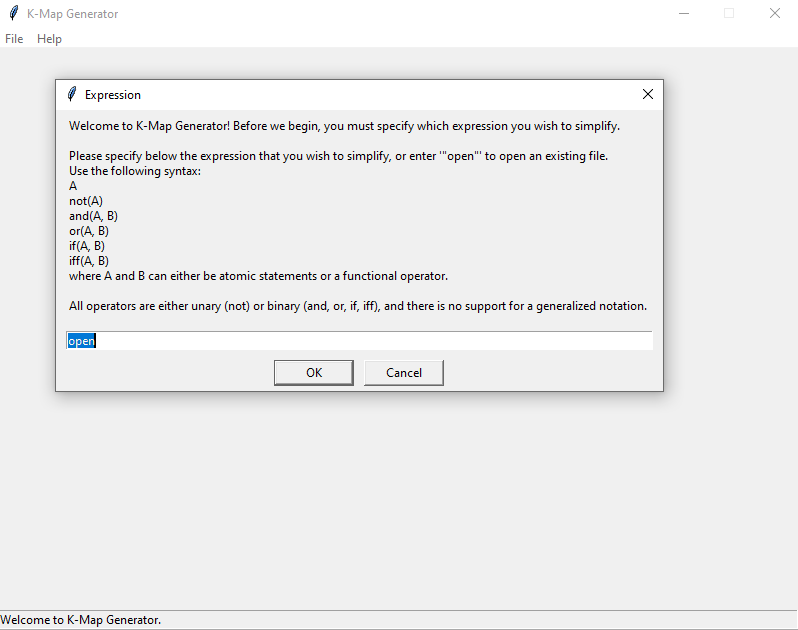 K-Map Generator
File Help
Expression
Welcome to K-Map Generator! Before we begin, you must specify which expression you wish to simplify.
Please specify below the expression that you wish to simplify, or enter '"open"' to open an existing file.
Use the following syntax:
A
not(A)
and(A, B)
or(A, B)
if(A, B)
iff(A, B)
where A and B can either be atomic statements or a functional operator.
All operators are either unary (not) or binary (and, or, if, iff), and there is no support for a generalized notation.
open
OK Cancel
Welcome to K-Map Generator.